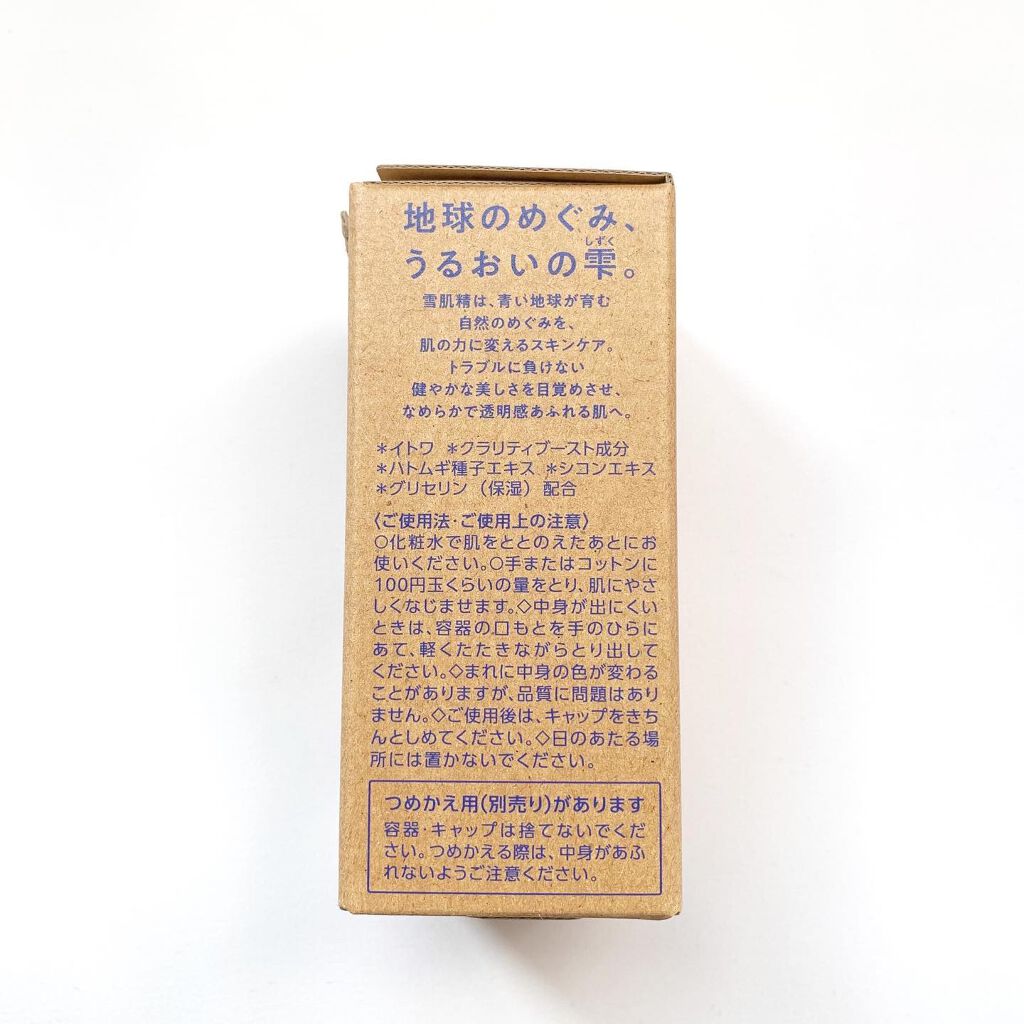 地球のめぐみ、
うるおいの雫。
しずく
雪肌精は、青い地球が育む
自然のめぐみを、
肌の力に変えるスキンケア。
トラブルに負けない
健やかな美しさを目覚めさせ、
なめらかで透明感あふれる肌へ。
＊イトワ ＊クラリティブースト成分
＊ハトムギ種子エキス ＊シコンエキス
＊グリセリン（保湿）配合
〈ご使用法・ご使用上の注意〉
○化粧水で肌をととのえたあとにお
使いください。○手またはコットンに
100円玉くらいの量をとり、肌にやさ
しくなじませます。◇中身が出にくい
ときは、容器の口もとを手のひらに
あて、軽くたたきながらとり出して
ください。◇まれに中身の色が変わる
ことがありますが、品質に問題はあり
ません。◇ご使用後は、キャップをきち
んとしめてください。◇日のあたる場
所には置かないでください。
つめかえ用(別売り)があります
容器・キャップは捨てないでくだ
さい。つめかえる際は、中身があふ
れないようご注意ください。